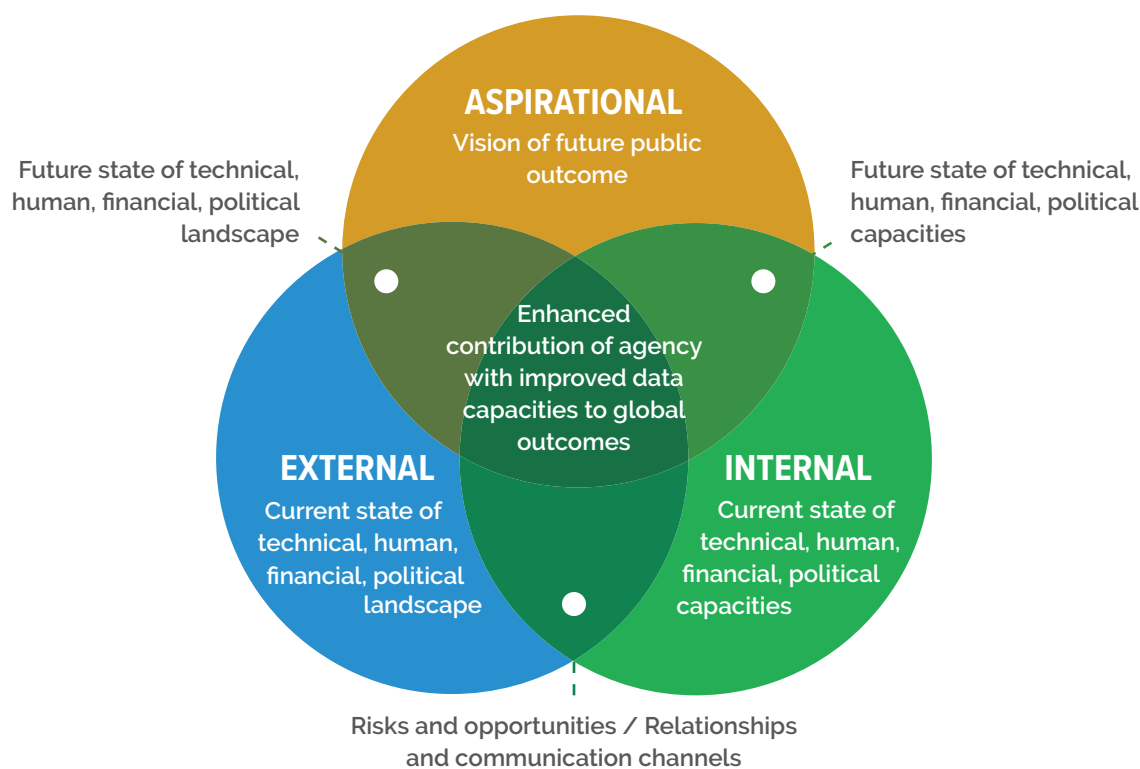 ASPIRATIONAL
Vision of future public
outcome
Future state of technical,
human, financial, political
landscape
Future state of technical,
human, financial, political
capacities
Enhanced
contribution of agency
with improved data
capacities to global
outcomes
EXTERNAL
Current state of
technical, human,
financial, political
landscape
INTERNAL
Current state of
technical, human,
financial, political
capacities
Risks and opportunities / Relationships
and communication channels